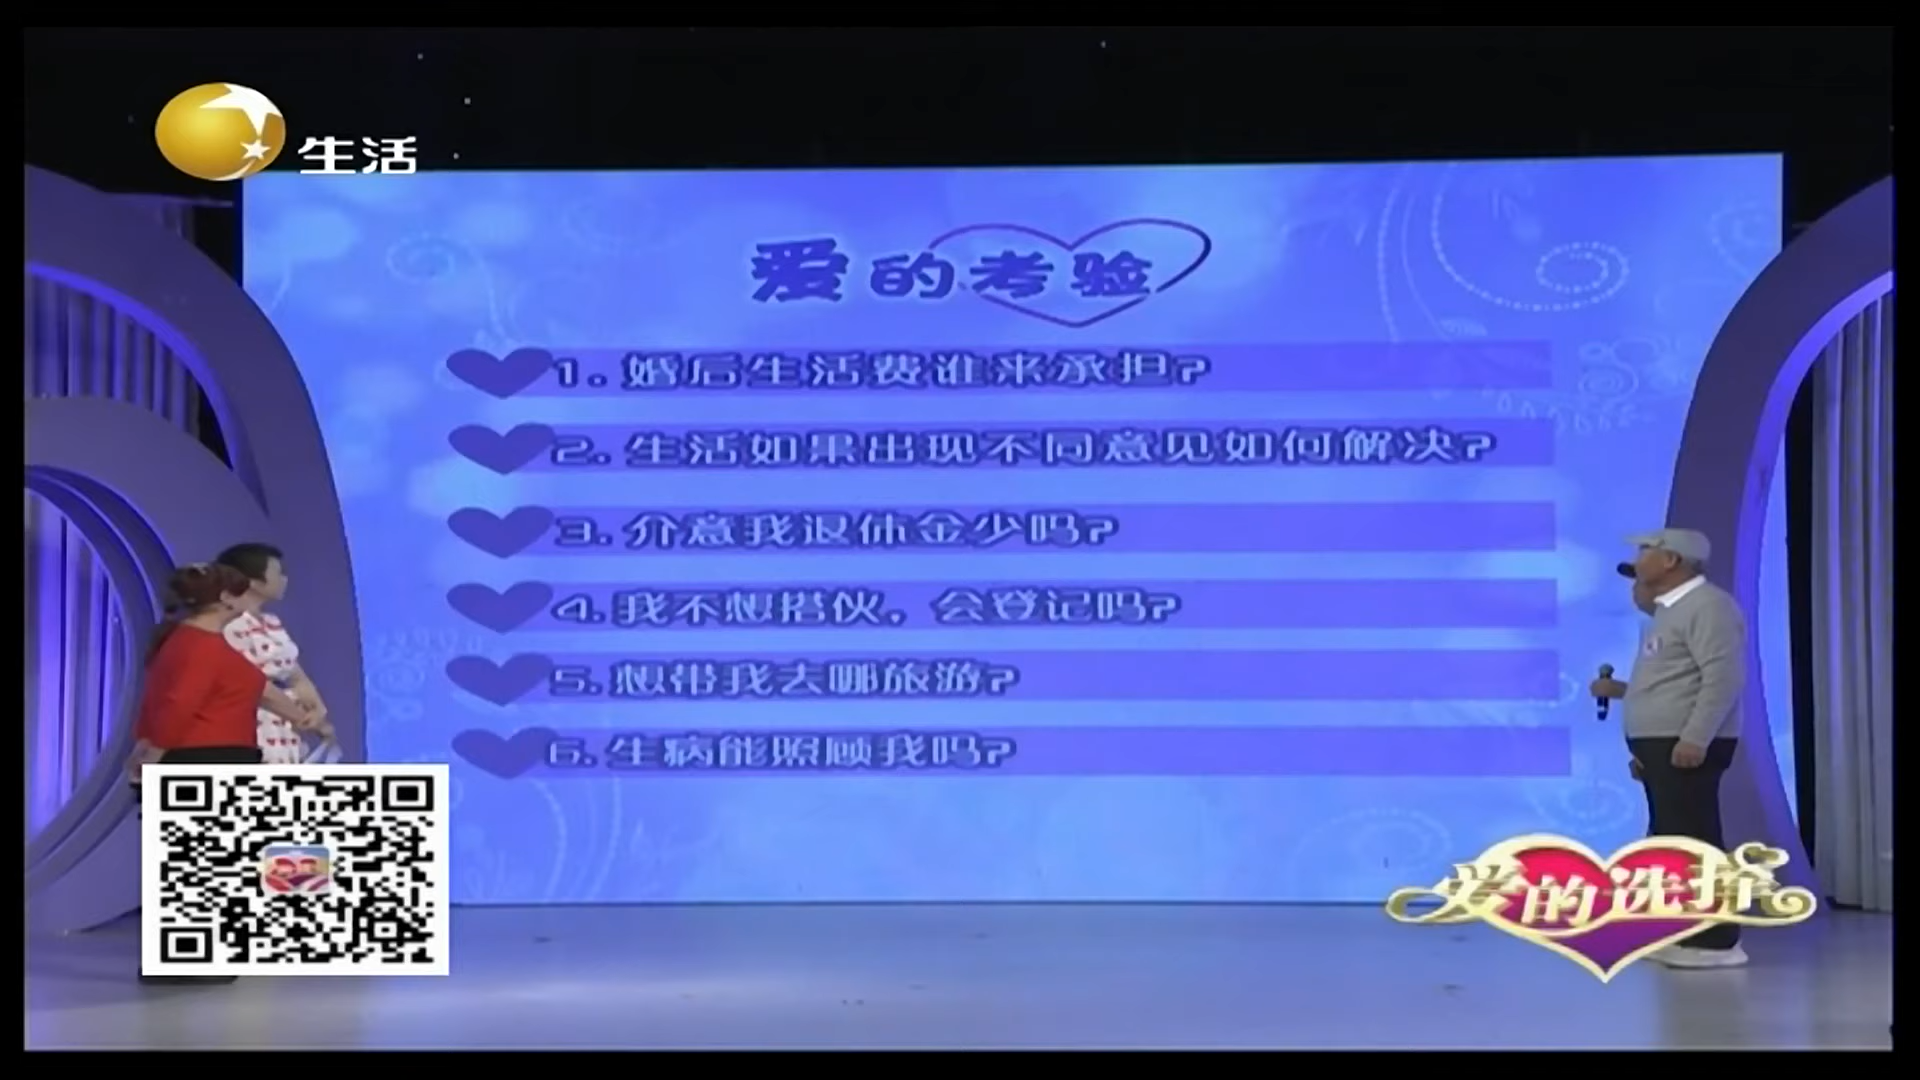 生活
爱的考验
1.婚后生活费谁来承担?
2.生活如果出现不同意见如何解决?
3.介意我退休金少吗?
4.我不想搭伙，会登记吗?
5.想带我去哪旅游?
6.生病能照顾我吗?
爱的选择